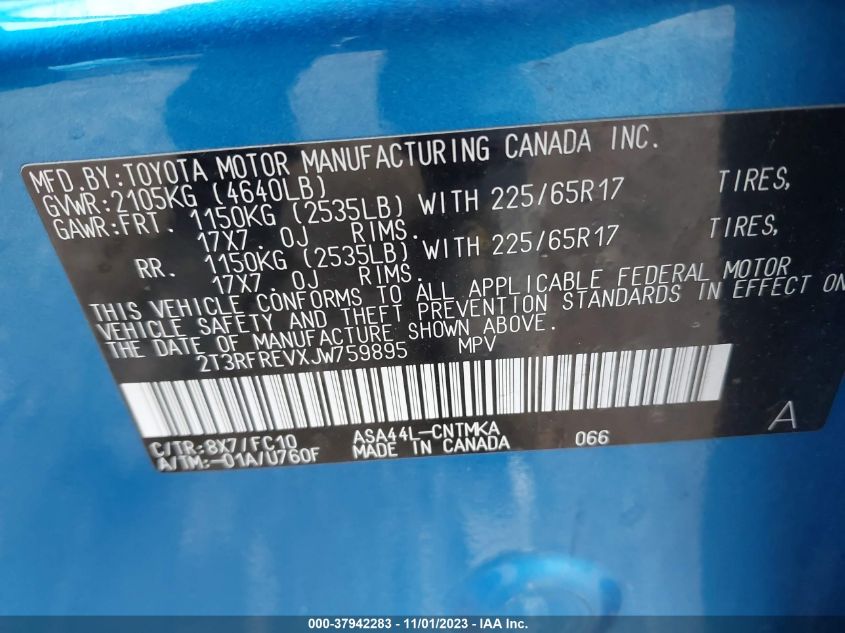 MFD.BY:TOYOTA MOTOR MANUFACTURING CANADA INC.
GVWR:2105KG (4640LB)
GAWR:FRT. 1150KG (2535LB) WITH 225/65R17 TIRES,
17X7. 0J RIMS.
RR. 1150KG (2535LB) WITH 225/65R17 TIRES,
17X7. 0J RIMS.
THIS VEHICLE CONFORMS TO ALL APPLICABLE FEDERAL MOTOR
VEHICLE SAFETY AND THEFT PREVENTION STANDARDS IN EFFECT ON
THE DATE OF MANUFACTURE SHOWN ABOVE.
2T3RFREVXJW759895 MPV
C/TR:8X7/FC10 ASA44L-CNTMKA 066 A
A/TM:-01A/U760F MADE IN CANADA
000-37942283 - 11/01/2023 - Copyright © 2023 IAA, Inc.